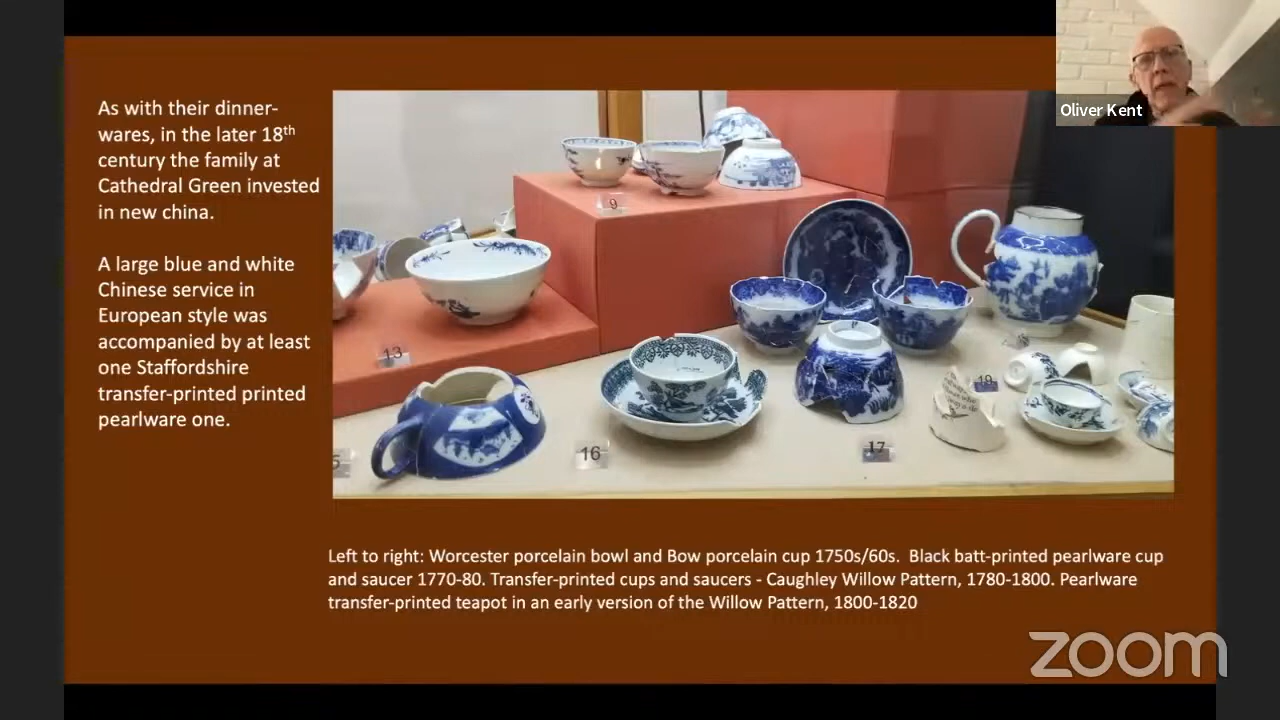 Oliver Kent
As with their dinner-
wares, in the later 18th
century the family at
Cathedral Green invested
in new china.
A large blue and white
Chinese service in
European style was
accompanied by at least
one Staffordshire
transfer-printed printed
pearlware one.
9
13
16
17
19
Left to right: Worcester porcelain bowl and Bow porcelain cup 1750s/60s. Black batt-printed pearlware cup
and saucer 1770-80. Transfer-printed cups and saucers - Caughley Willow Pattern, 1780-1800. Pearlware
transfer-printed teapot in an early version of the Willow Pattern, 1800-1820
zoom